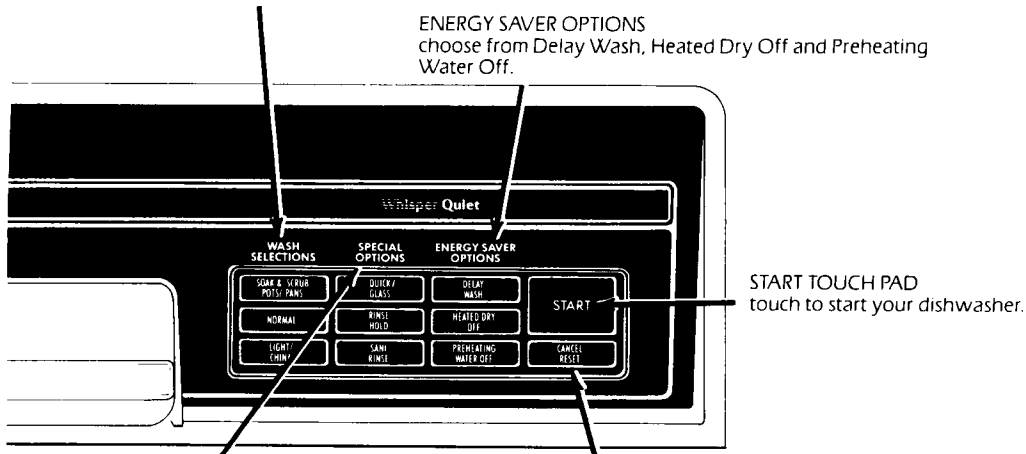 ENERGY SAVER OPTIONS
choose from Delay Wash, Heated Dry Off and Preheating
Water Off.
Whisper Quiet
WASH
SELECTIONS
SPECIAL
OPTIONS
ENERGY SAVER
OPTIONS
SOAK & SCRUB
POTS/ PANS
QUICK/
GLASS
DELAY
WASH
START
NORMAL
RINSE
HOLD
HEATED DRY
OFF
LIGHT/
CHINA
SANI
RINSE
PREHEATING
WATER OFF
CANCEL
RESET
START TOUCH PAD
touch to start your dishwasher.